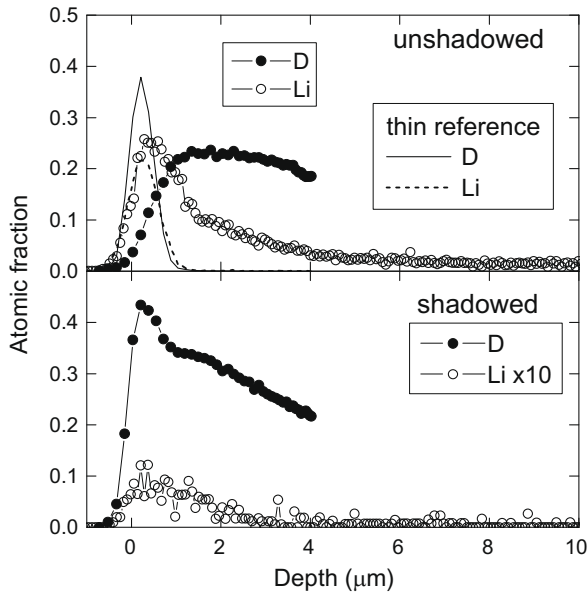 0.5
0.4
0.3
0.2
0.1
0.0
unshadowed
D
Li
thin reference
D
Li
Atomic fraction
0.4
0.3
0.2
0.1
0.0
shadowed
D
Li x10
0 2 4 6 8 10
Depth (μm)